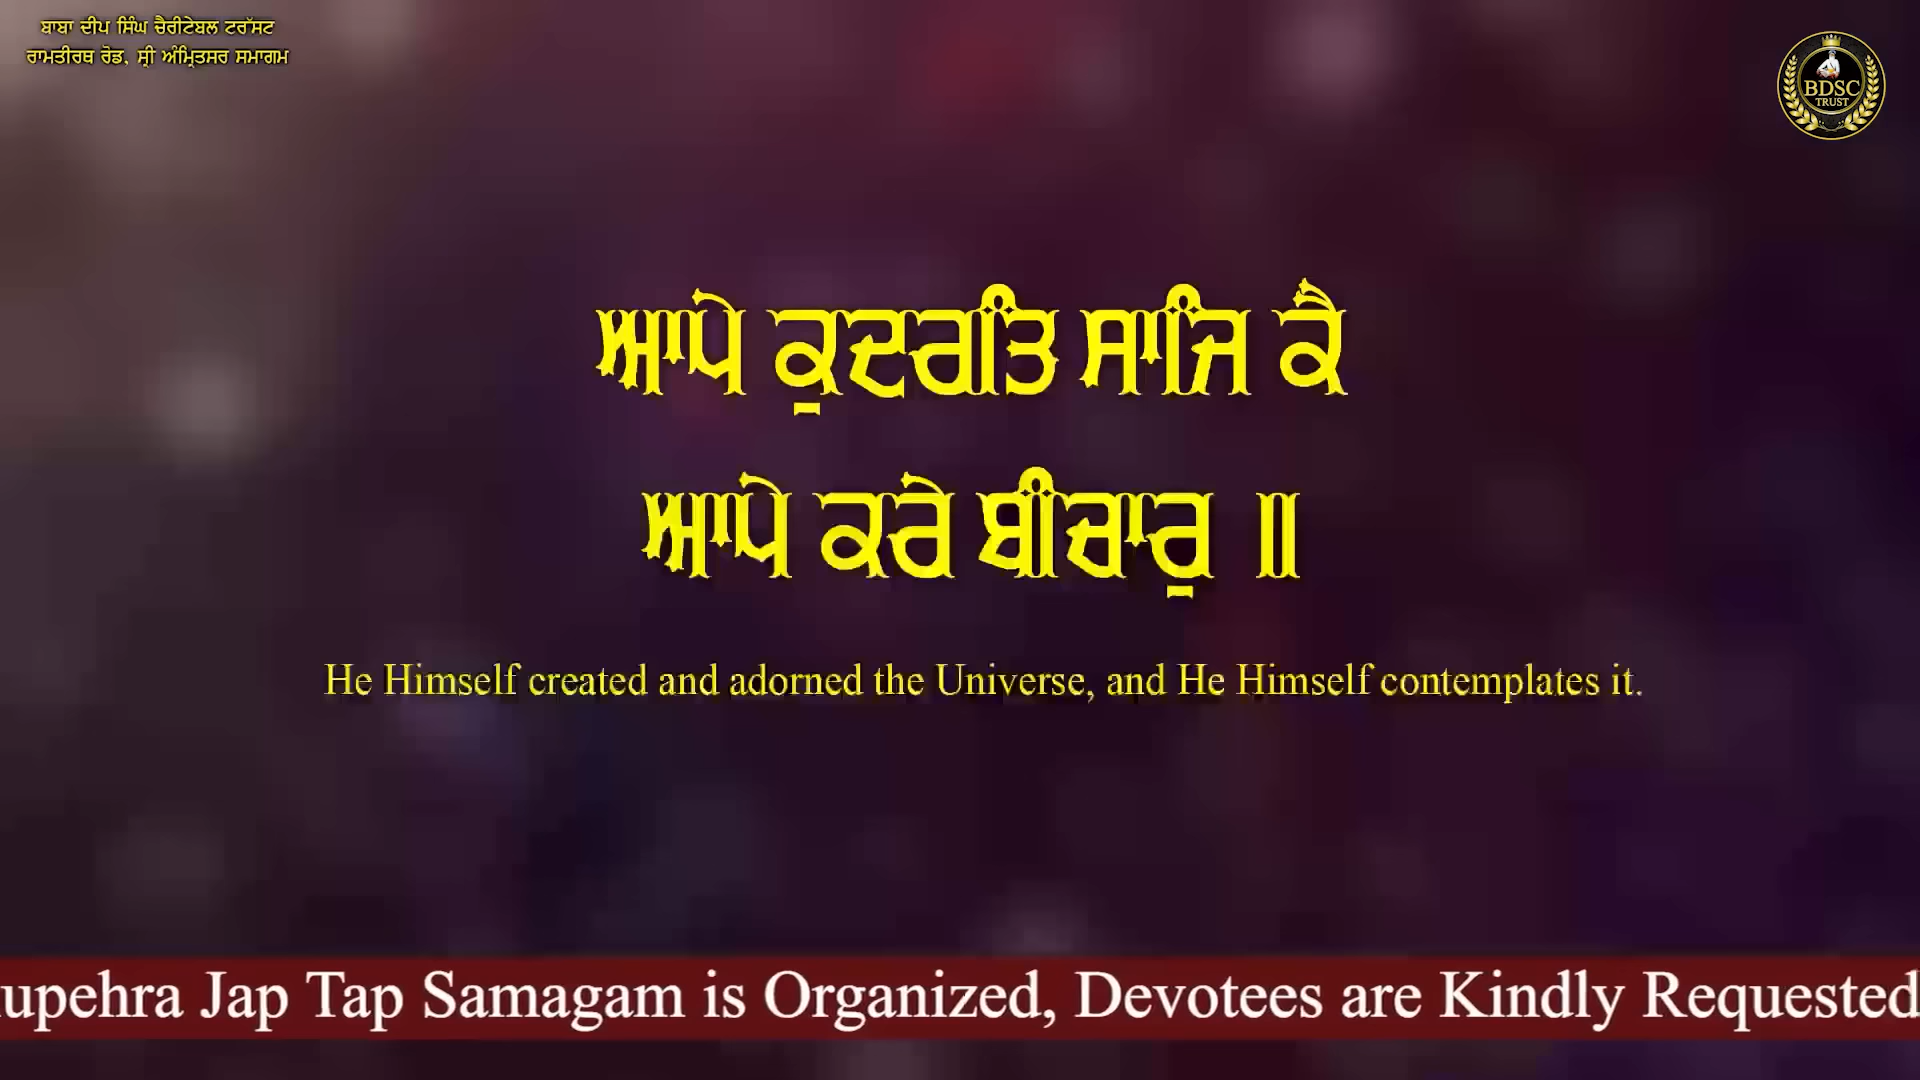 ਬਾਬਾ ਦੀਪ ਸਿੰਘ ਚੈਰੀਟੇਬਲ ਟਰੱਸਟ
ਰਾਮਤੀਰਥ ਰੋਡ, ਸ੍ਰੀ ਅੰਮ੍ਰਿਤਸਰ ਸਮਾਗਮ
BDSC
TRUST
ਆਪੇ ਕੁਦਰਤਿ ਸਾਜਿ ਕੈ
ਆਪੇ ਕਰੇ ਬੀਚਾਰੁ ॥
He Himself created and adorned the Universe, and He Himself contemplates it.
upehra Jap Tap Samagam is Organized, Devotees are Kindly Requested